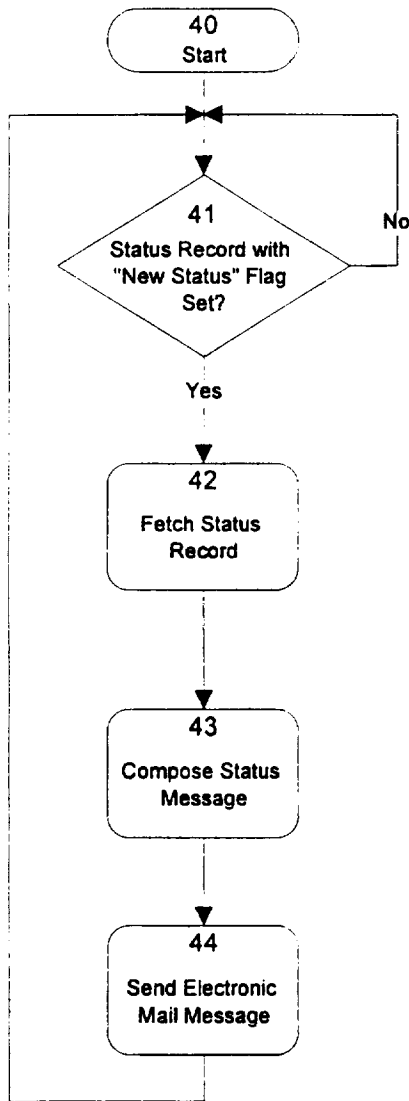 40
Start
41
Status Record with
"New Status" Flag
Set?
No
Yes
42
Fetch Status
Record
43
Compose Status
Message
44
Send Electronic
Mail Message